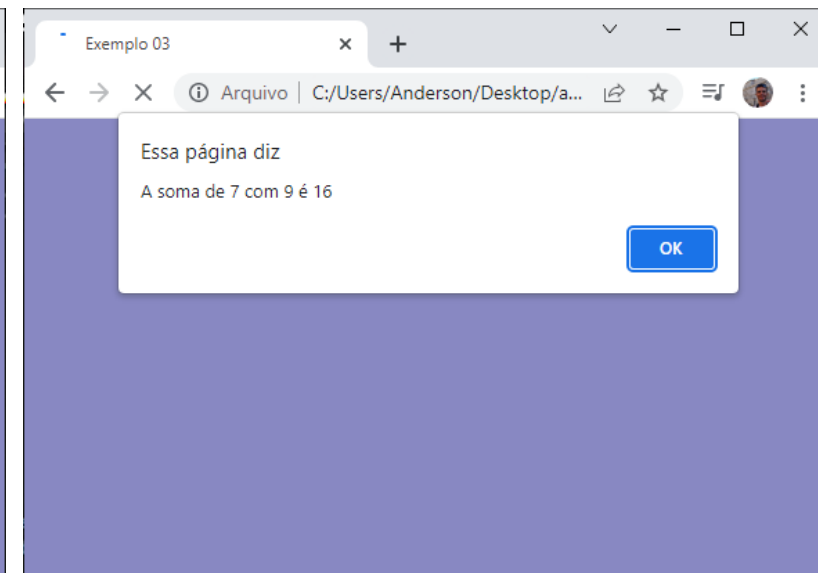 Exemplo 03
Arquivo | C:/Users/Anderson/Desktop/a...
Essa página diz
A soma de 7 com 9 é 16
OK